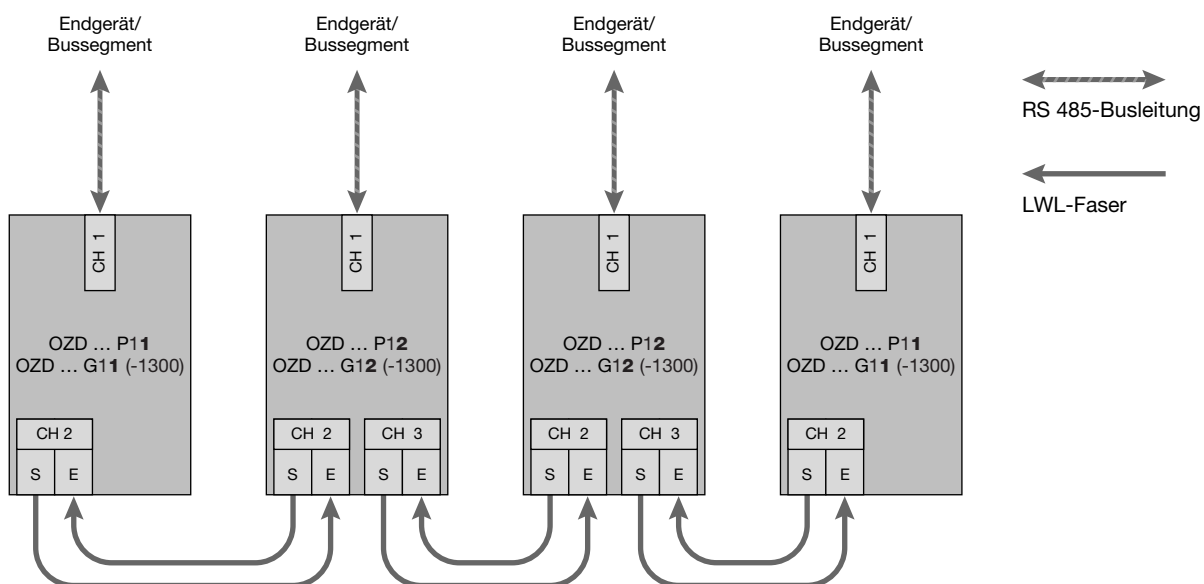 Endgerät/
Bussegment
Endgerät/
Bussegment
Endgerät/
Bussegment
Endgerät/
Bussegment
RS 485-Busleitung
LWL-Faser
CH 1
OZD ... P11
OZD ... G11 (-1300)
CH 2
S E
CH 1
OZD ... P12
OZD ... G12 (-1300)
CH 2
S E
CH 3
S E
CH 1
OZD ... P12
OZD ... G12 (-1300)
CH 2
S E
CH 3
S E
CH 1
OZD ... P11
OZD ... G11 (-1300)
CH 2
S E